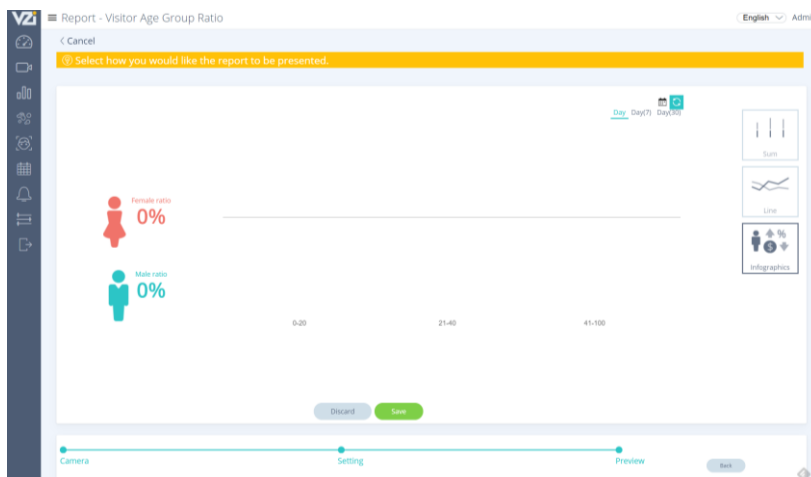 VZi
Report - Visitor Age Group Ratio
English
Admi
< Cancel
Select how you would like the report to be presented.
Day Day(7) Day(30)
Sum
Line
Infographics
Female ratio
0%
Male ratio
0%
0-20 21-40 41-100
Discard Save
Camera Setting Preview
Back